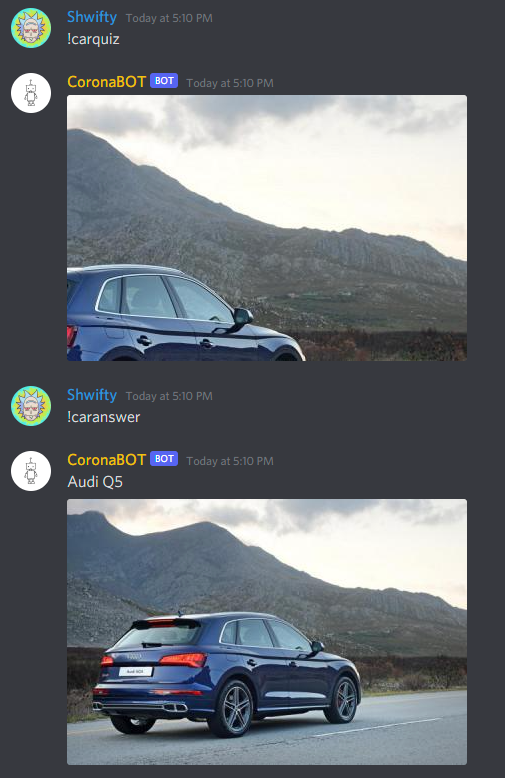 Shwifty Today at 5:10 PM
!carquiz
CoronaBOT BOT Today at 5:10 PM
Shwifty Today at 5:10 PM
!caranswer
CoronaBOT BOT Today at 5:10 PM
Audi Q5